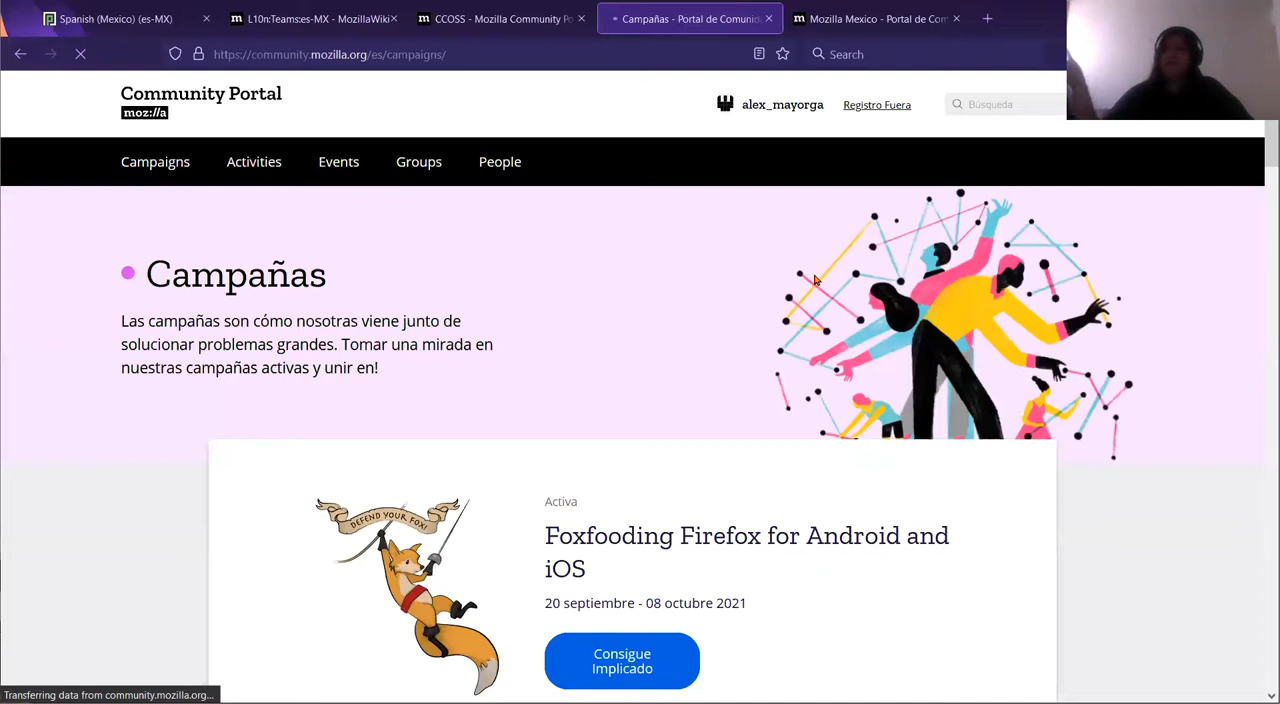 Spanish (Mexico) (es-MX)
L10n:Teams:es-MX - MozillaWiki
CCOSS - Mozilla Community Po
Campañas - Portal de Comunid
Mozilla Mexico - Portal de Com
https://community.mozilla.org/es/campaigns/
Search
Community Portal
moz://a
alex_mayorga
Registro Fuera
Búsqueda
Campaigns
Activities
Events
Groups
People
Campañas
Las campañas son cómo nosotras viene junto de
solucionar problemas grandes. Tomar una mirada en
nuestras campañas activas y unir en!
DEFEND YOUR FOX!
Activa
Foxfooding Firefox for Android and
iOS
20 septiembre - 08 octubre 2021
Consigue
Implicado
Transferring data from community.mozilla.org...